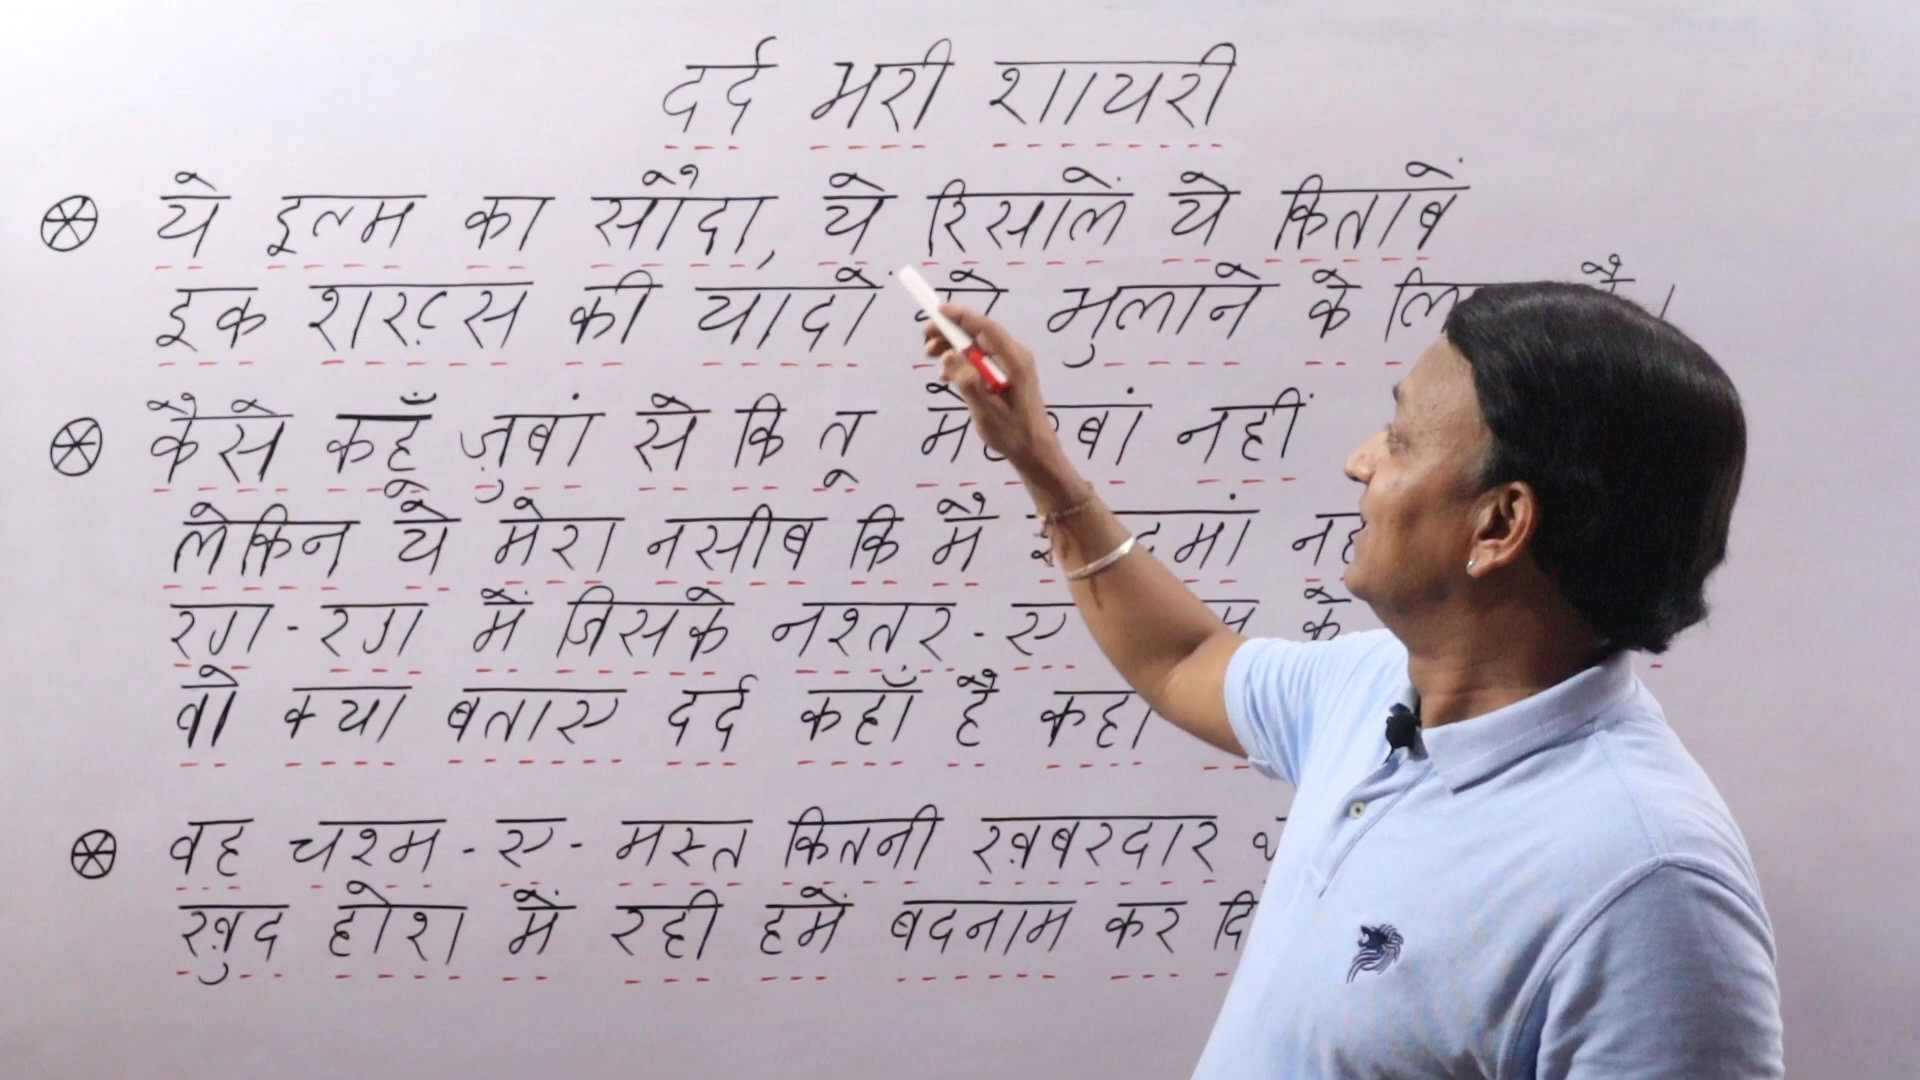 दर्द भरी शायरी
ये इल्म का सौदा, ये रिसालें ये किताबें
इक शख़्स की यादों को भुलाने के लि है।
कैसे कहूँ ज़ुबां से कि तू नहीं
लेकिन ये मेरा नसीब कि मैं
रग-रग में जिसके नश्तर-ए के
वो क्या बताए दर्द कहाँ है कहा
वह चश्म-ए-मस्त कितनी ख़बरदार
ख़ुद होश में रही हमें बदनाम कर दि